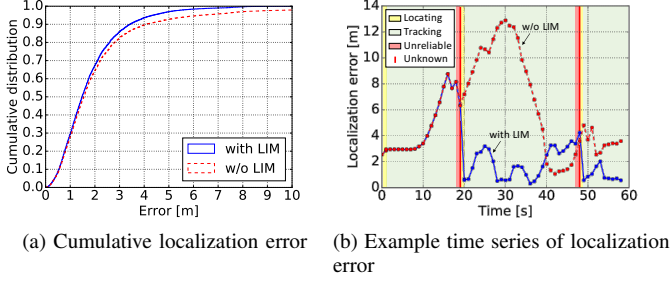 Cumulative distribution
1.0
0.9
0.8
0.7
0.6
0.5
0.4
0.3
0.2
0.1
0.0
0 1 2 3 4 5 6 7 8 9 10
Error [m]
with LIM
w/o LIM
(a) Cumulative localization error
Localization error [m]
14
12
10
8
6
4
2
0
0 10 20 30 40 50 60
Time [s]
Locating
Tracking
Unreliable
Unknown
w/o LIM
with LIM
(b) Example time series of localization
error